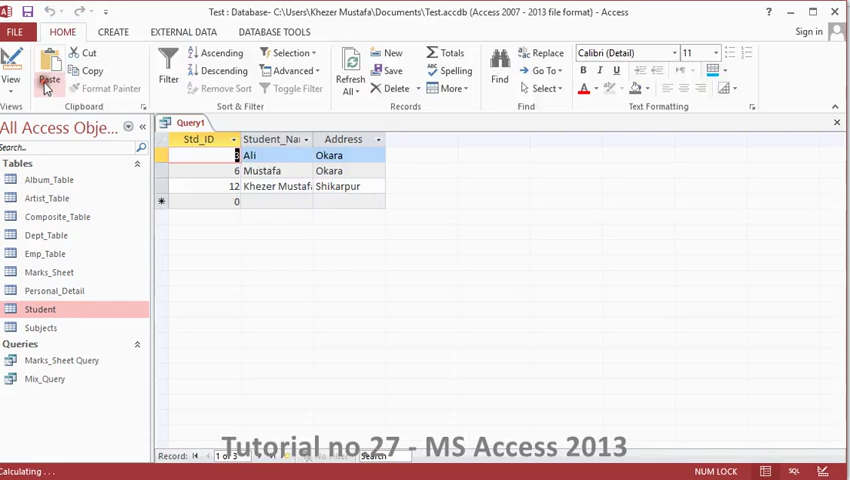 Test : Database- C:\Users\Khezer Mustafa\Documents\Test.accdb (Access 2007 - 2013 file format) - Access
?
FILE HOME CREATE EXTERNAL DATA DATABASE TOOLS Sign in
View
Views
Paste
Cut
Copy
Format Painter
Clipboard
Filter
Ascending
Descending
Remove Sort
Selection
Advanced
Toggle Filter
Sort & Filter
Refresh
All
New
Save
Delete
Totals
Spelling
More
Records
Find
Replace
Go To
Select
Find
Calibri (Detail) 11
B I U
A
Text Formatting
All Access Obje...
Search...
Tables
Album_Table
Artist_Table
Composite_Table
Dept_Table
Emp_Table
Marks_Sheet
Personal_Detail
Student
Subjects
Queries
Marks_Sheet Query
Mix_Query
Query1
Std_ID Student_Nar Address
3 Ali Okara
6 Mustafa Okara
12 Khezer Mustafa Shikarpur
* 0
Tutorial no 27 - MS Access 2013
Record: 1 of 3 No Filter Search
Calculating ...
NUM LOCK
SQL